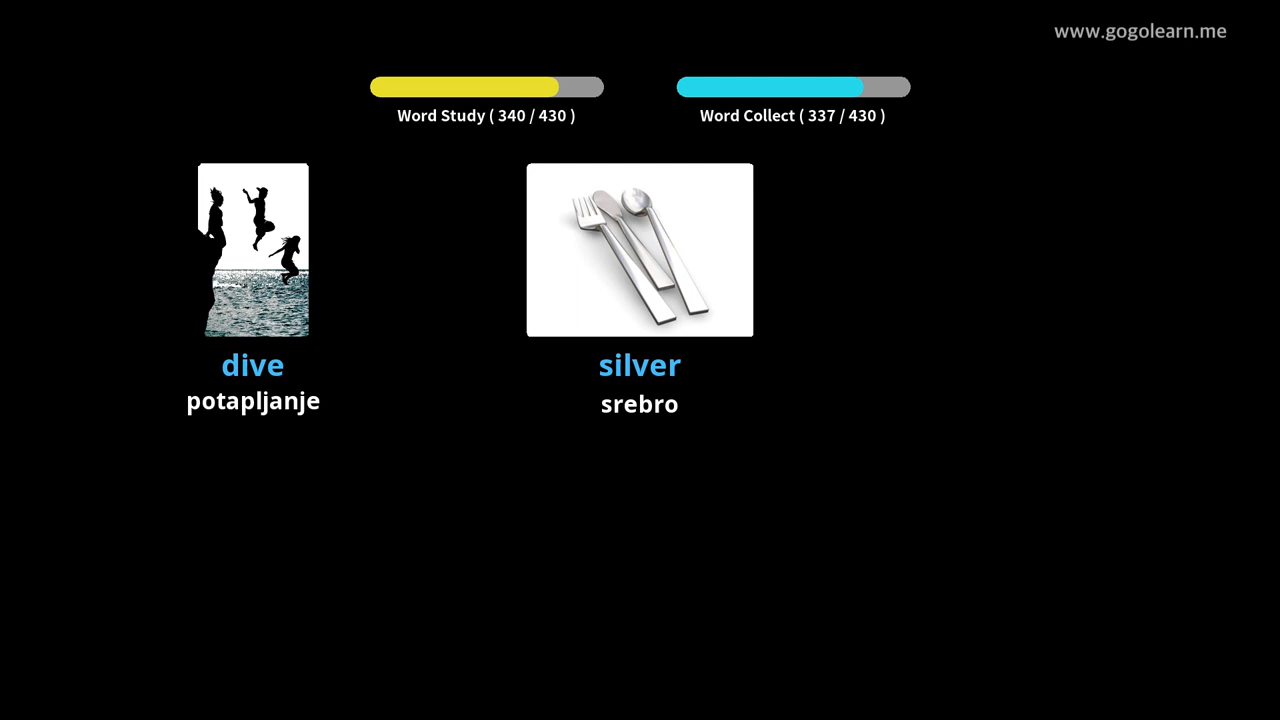 www.gogolearn.me
Word Study ( 340 / 430 )
Word Collect ( 337 / 430 )
dive
potapljanje
silver
srebro